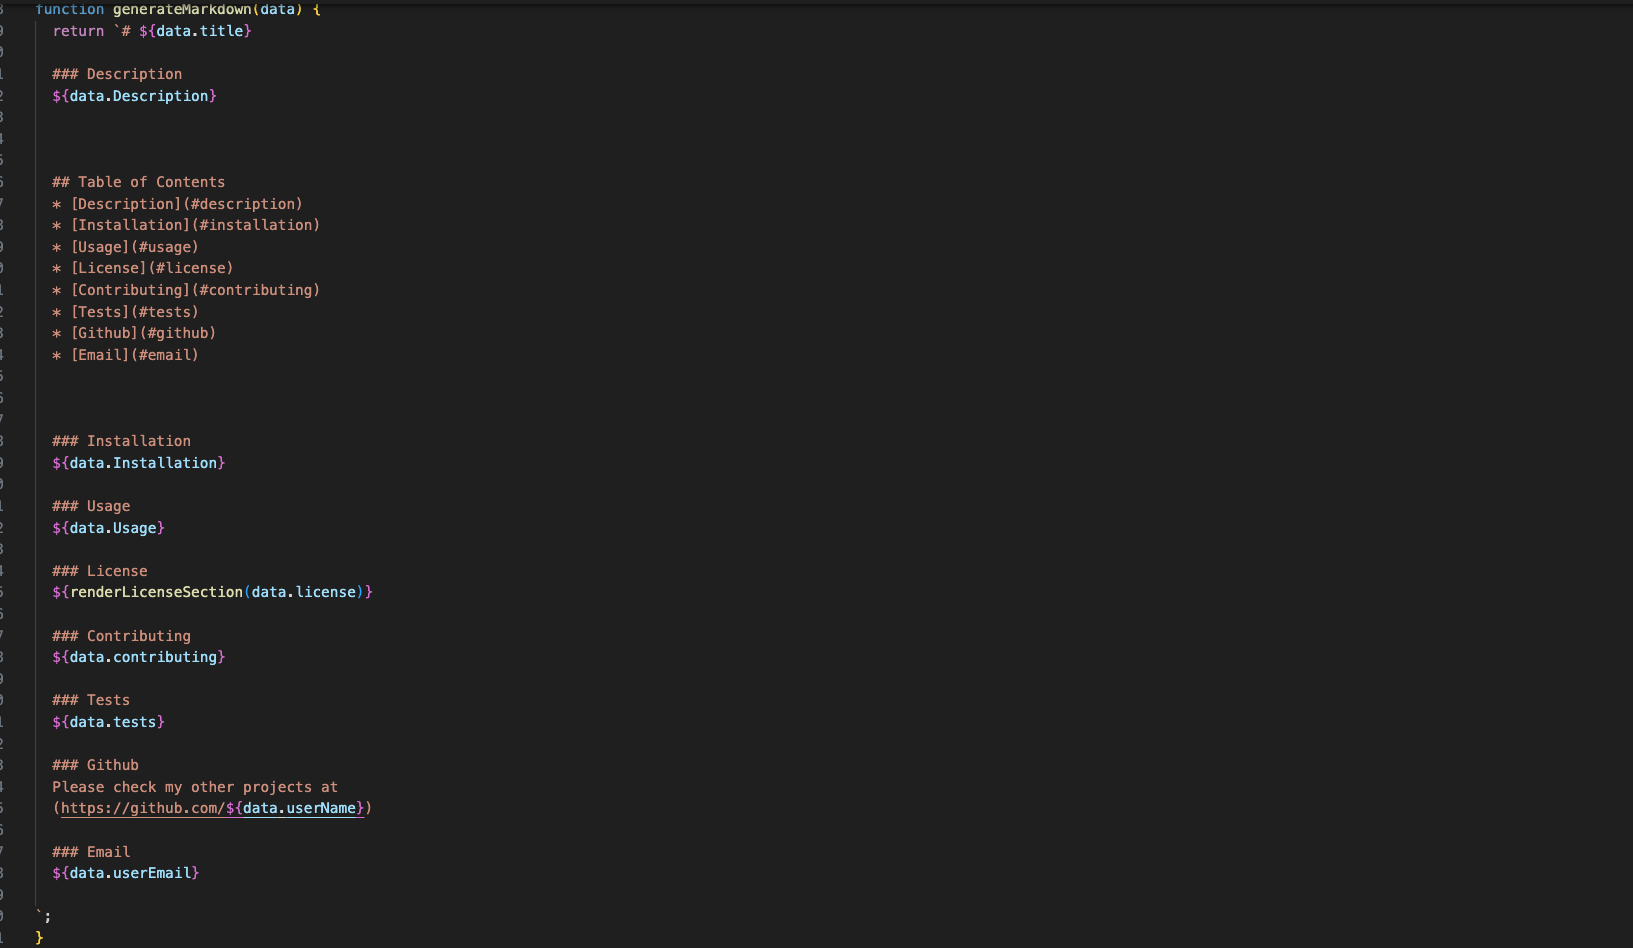 function generateMarkdown(data) {
return `# ${data.title}
### Description
${data.Description}
## Table of Contents
* [Description](#description)
* [Installation](#installation)
* [Usage](#usage)
* [License](#license)
* [Contributing](#contributing)
* [Tests](#tests)
* [Github](#github)
* [Email](#email)
### Installation
${data.Installation}
### Usage
${data.Usage}
### License
${renderLicenseSection(data.license)}
### Contributing
${data.contributing}
### Tests
${data.tests}
### Github
Please check my other projects at
(https://github.com/${data.userName})
### Email
${data.userEmail}
`;
}